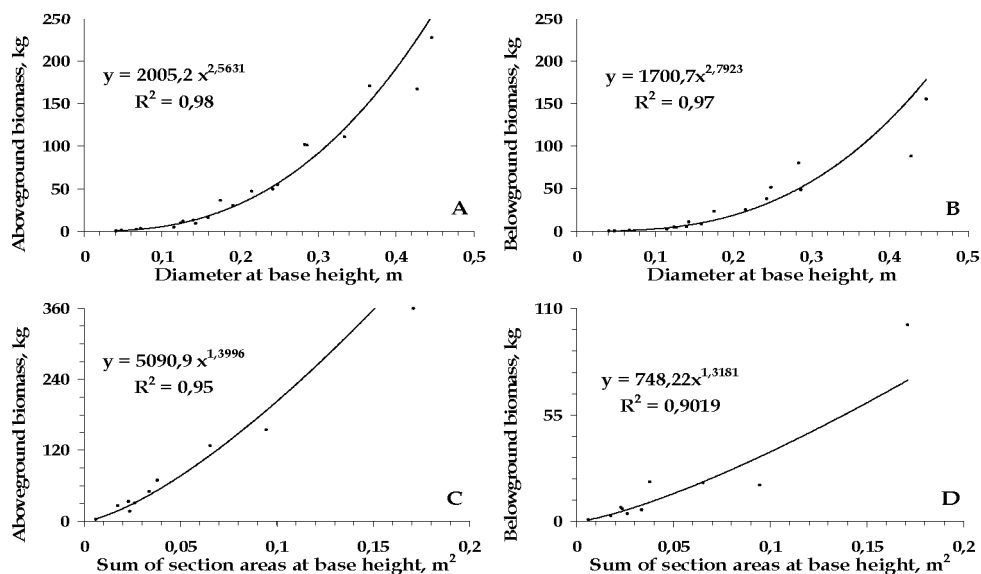 Aboveground biomass, kg
250
200
150
100
50
0
y = 2005,2 x^2,5631
R² = 0,98
A
0 0,1 0,2 0,3 0,4 0,5
Diameter at base height, m
Belowground biomass, kg
250
200
150
100
50
0
y = 1700,7x^2,7923
R² = 0,97
B
0 0,1 0,2 0,3 0,4 0,5
Diameter at base height, m
Aboveground biomass, kg
360
240
120
0
y = 5090,9 x^1,3996
R² = 0,95
C
0 0,05 0,1 0,15 0,2
Sum of section areas at base height, m²
Belowground biomass, kg
110
55
0
y = 748,22x^1,3181
R² = 0,9019
D
0 0,05 0,1 0,15 0,2
Sum of section areas at base height, m²